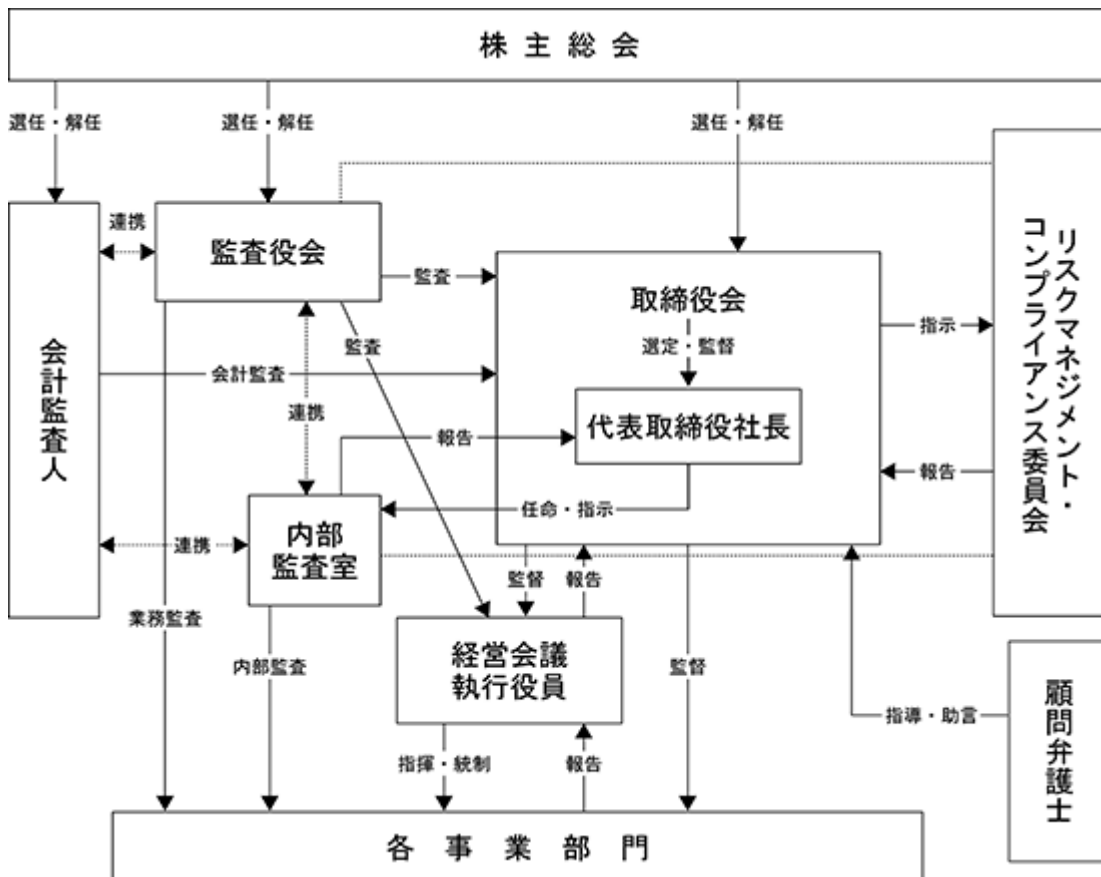 株主総会
選任・解任
選任・解任
選任・解任
連携
監査役会
監査
取締役会
選定・監督
指示
リスクマネジメント・
コンプライアンス委員会
会計監査人
監査
会計監査
連携
代表取締役社長
報告
報告
任命・指示
内部
監査室
連携
監督
報告
業務監査
内部監査
経営会議
執行役員
監督
顧問弁護士
指導・助言
指揮・統制
報告
各事業部門